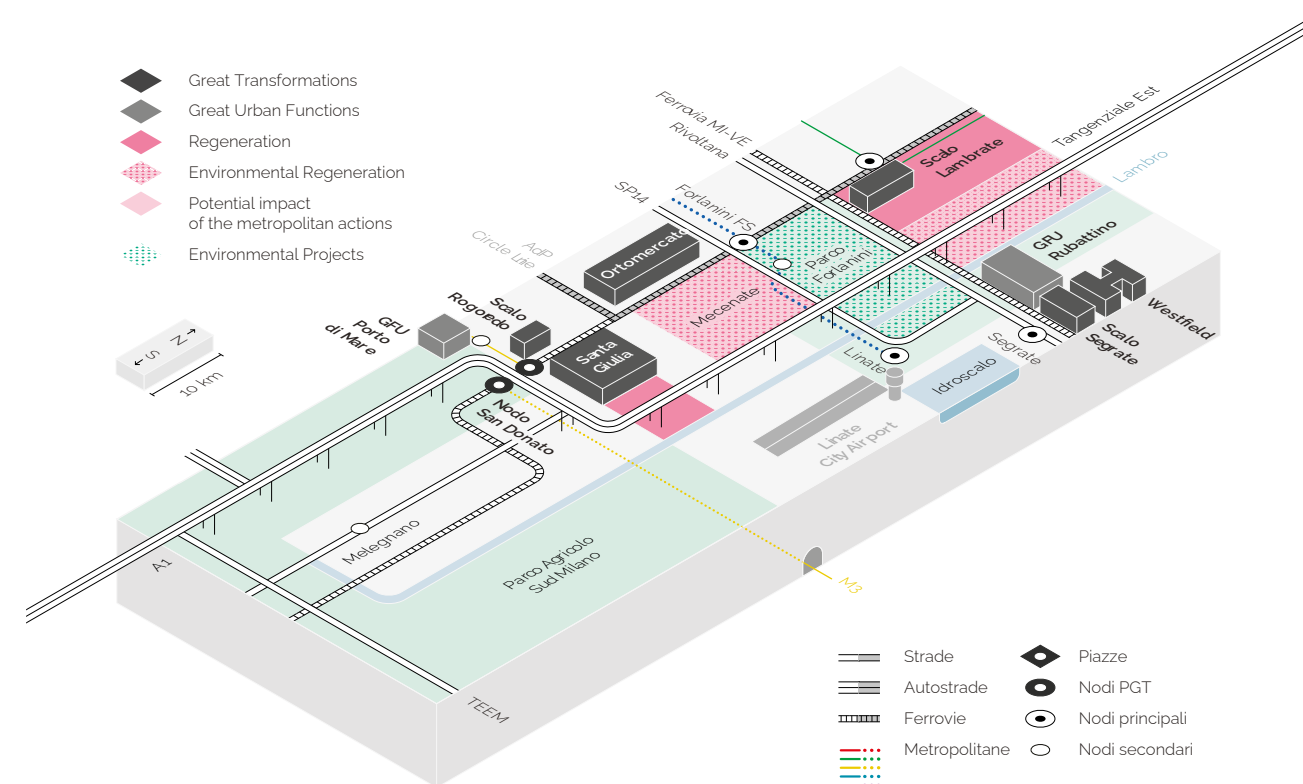 Great Transformations
Great Urban Functions
Regeneration
Environmental Regeneration
Potential impact
of the metropolitan actions
Environmental Projects
Ferrovia MI-VE
Rivoltana
SP14
Forlanini FS
AdP
Circle Line
Tangenziale Est
Lambro
Scalo
Lambrate
Ortomercato
Parco
Forlanini
Mecenate
GFU
Rubattino
Westfield
Scalo
Segrate
Segrate
Linate
Idroscalo
Linate
City Airport
Scalo
Rogoredo
GFU
Porto
di Mare
Santa
Giulia
Nodo
San Donato
N
S
10 km
Melegnano
Parco Agricolo
Sud Milano
A1
TEEM
M3
Strade
Autostrade
Ferrovie
Metropolitane
Piazze
Nodi PGT
Nodi principali
Nodi secondari